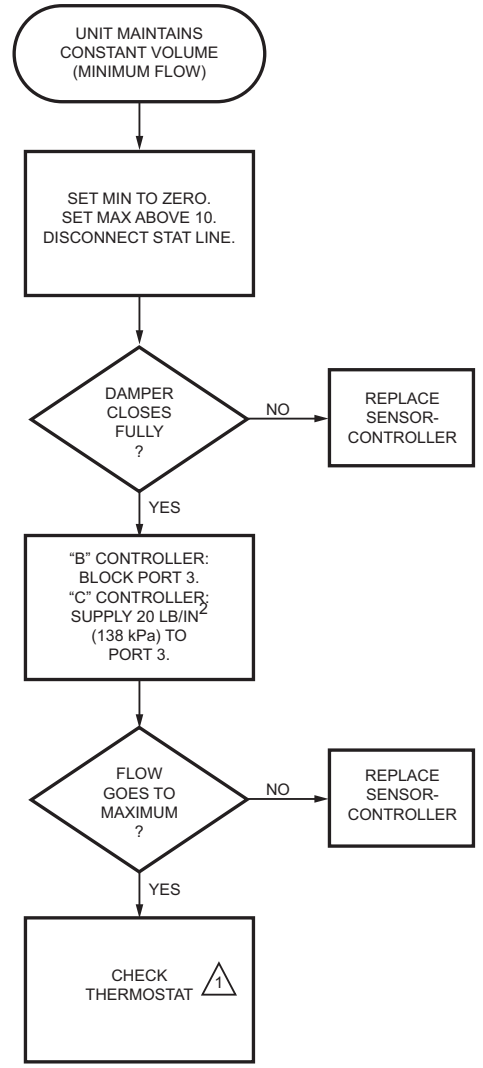 UNIT MAINTAINS
CONSTANT VOLUME
(MINIMUM FLOW)
SET MIN TO ZERO.
SET MAX ABOVE 10.
DISCONNECT STAT LINE.
DAMPER
CLOSES
FULLY
?
NO
REPLACE
SENSOR-
CONTROLLER
YES
“B” CONTROLLER:
BLOCK PORT 3.
“C” CONTROLLER:
SUPPLY 20 LB/IN2
(138 kPa) TO
PORT 3.
FLOW
GOES TO
MAXIMUM
?
NO
REPLACE
SENSOR-
CONTROLLER
YES
CHECK
THERMOSTAT 1